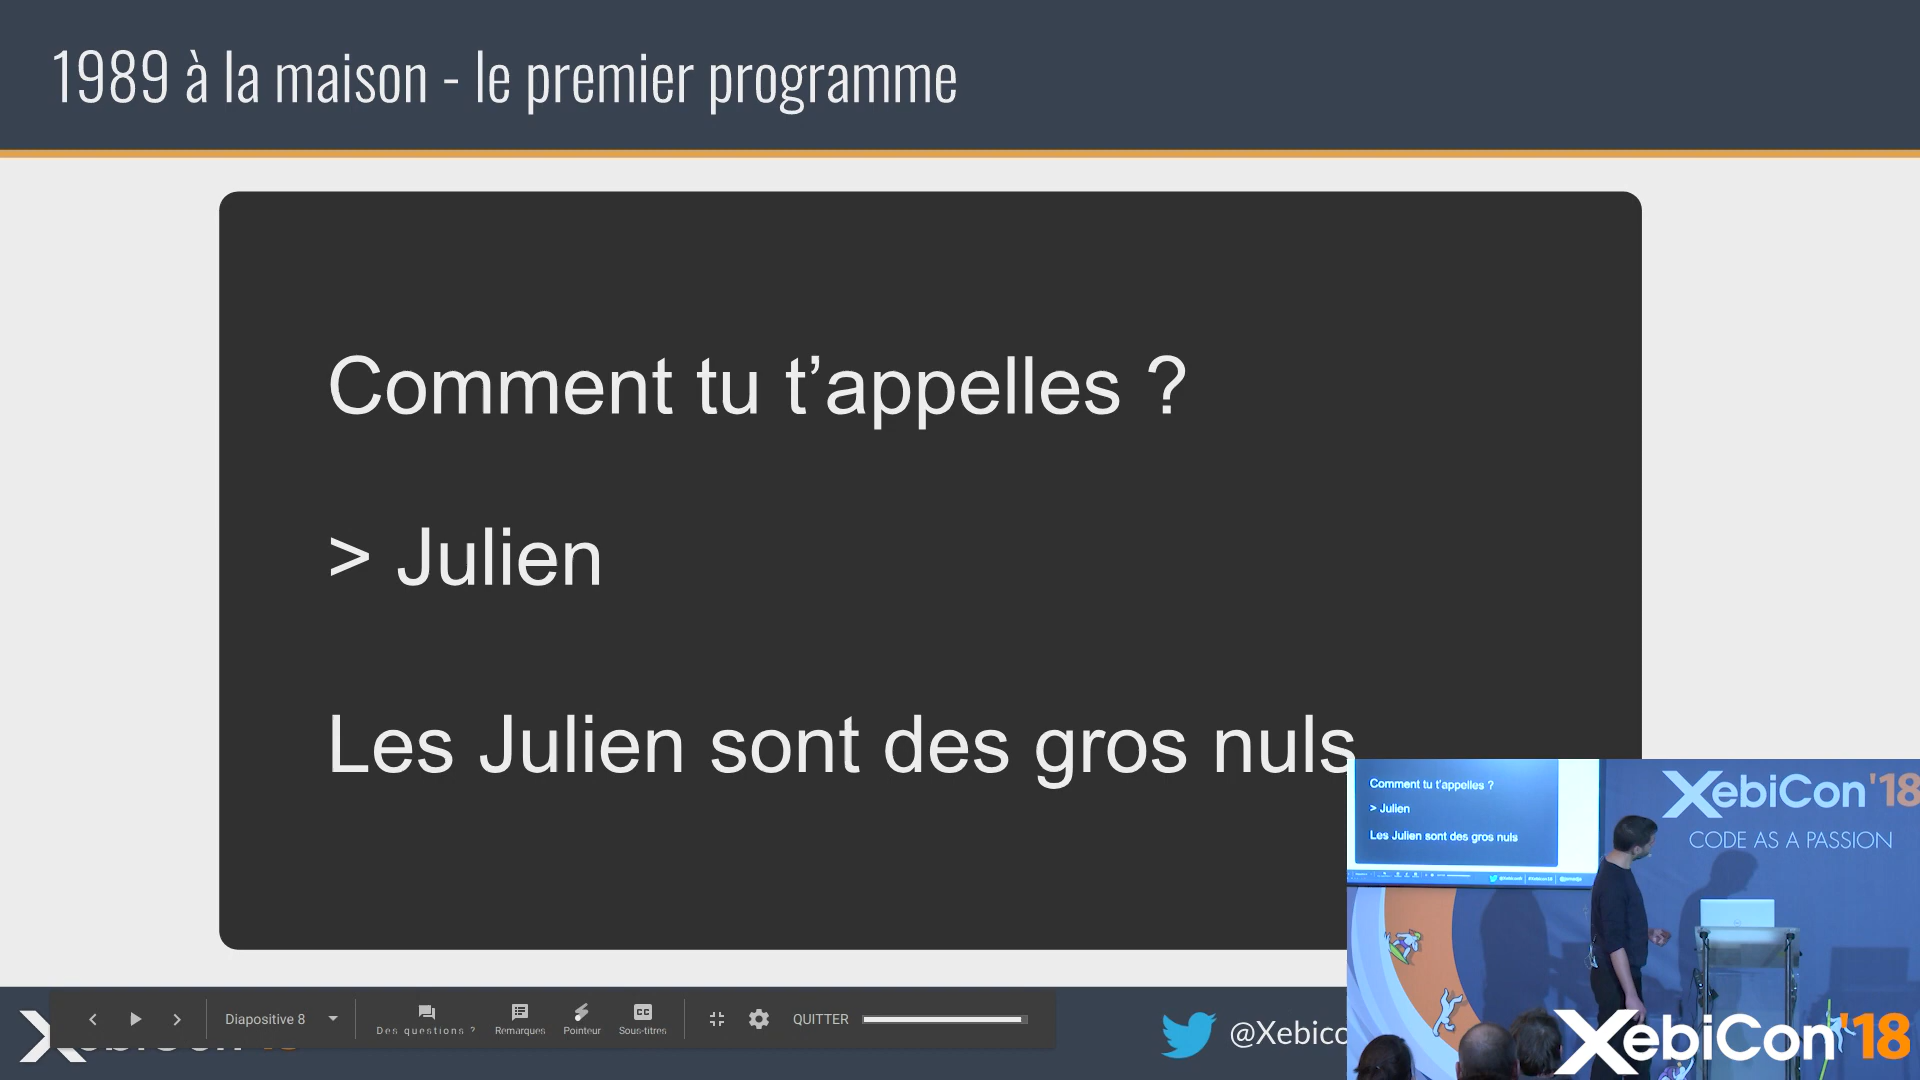 1989 à la maison - le premier programme
Comment tu t’appelles ?
> Julien
Les Julien sont des gros nuls
Comment tu t'appelles ?
> Julien
Les Julien sont des gros nuls
XebiCon'18
CODE AS A PASSION
Diapositive 8
Des questions ?
Remarques
Pointeur
Sous-titres
QUITTER
@Xebico
XebiCon'18